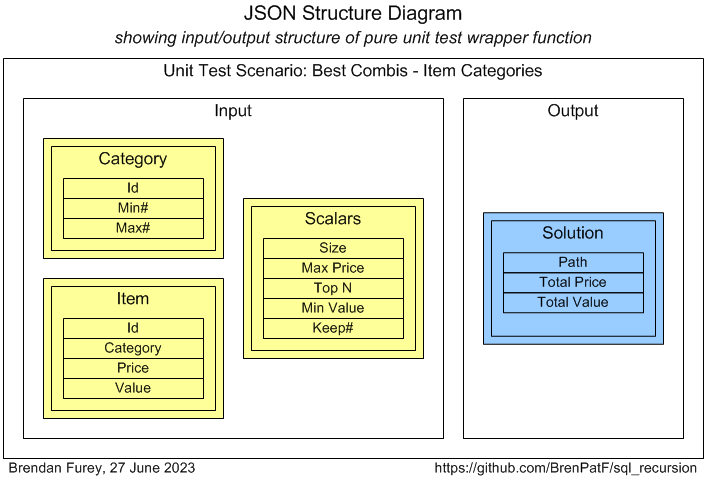 JSON Structure Diagram
showing input/output structure of pure unit test wrapper function
Unit Test Scenario: Best Combis - Item Categories
Input
Category
Id
Min#
Max#
Item
Id
Category
Price
Value
Scalars
Size
Max Price
Top N
Min Value
Keep#
Output
Solution
Path
Total Price
Total Value
Brendan Furey, 27 June 2023
https://github.com/BrenPatF/sql_recursion